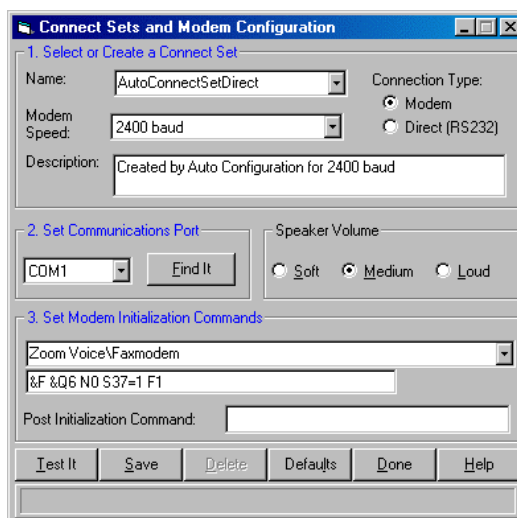 Connect Sets and Modem Configuration
1. Select or Create a Connect Set
Name:
AutoConnectSetDirect
Connection Type:
Modem
Direct (RS232)
Modem
Speed:
2400 baud
Description:
Created by Auto Configuration for 2400 baud
2. Set Communications Port
COM1
Find It
Speaker Volume
Soft
Medium
Loud
3. Set Modem Initialization Commands
Zoom Voice\Faxmodem
&F &Q6 N0 S37=1 F1
Post Initialization Command:
Test It
Save
Delete
Defaults
Done
Help